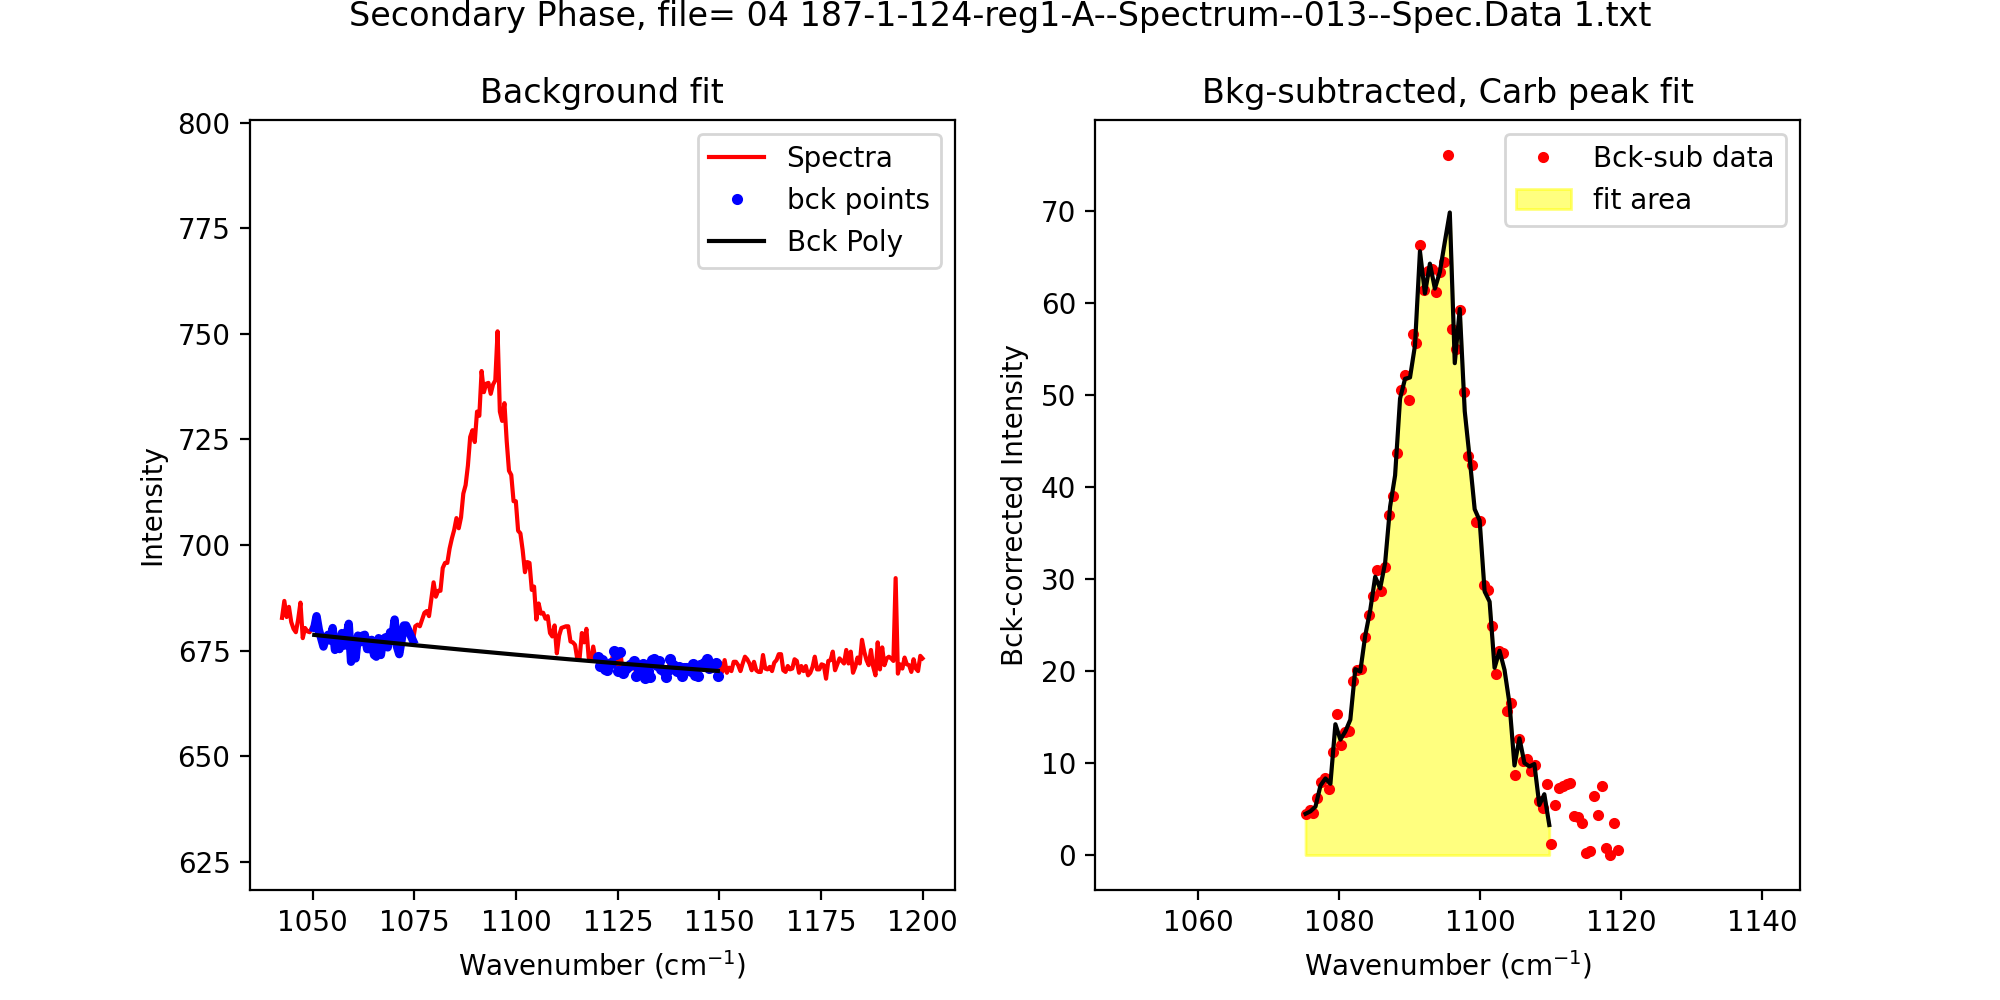 Secondary Phase, file= 04 187-1-124-reg1-A--Spectrum--013--Spec.Data 1.txt
Background fit
800
775
750
725
700
675
650
625
Intensity
Spectra
bck points
Bck Poly
1050 1075 1100 1125 1150 1175 1200
Wavenumber (cm⁻¹)
Bkg-subtracted, Carb peak fit
70
60
50
40
30
20
10
0
Bck-corrected Intensity
Bck-sub data
fit area
1060 1080 1100 1120 1140
Wavenumber (cm⁻¹)